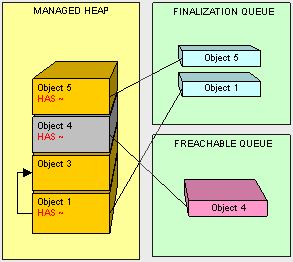 MANAGED HEAP
Object 5
HAS ~
Object 4
HAS ~
Object 3
Object 1
HAS ~
FINALIZATION QUEUE
Object 5
Object 1
FREACHABLE QUEUE
Object 4